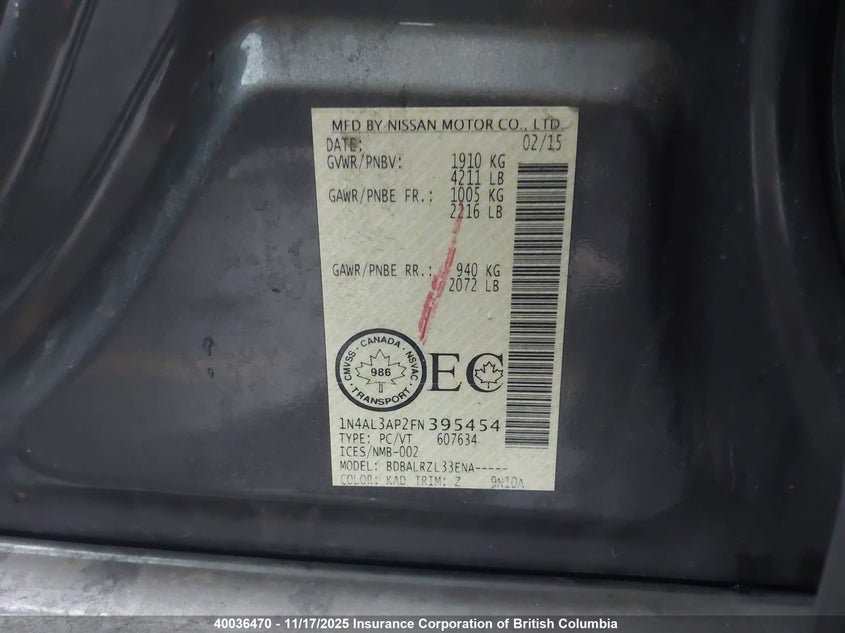 MFD BY NISSAN MOTOR CO., LTD.
DATE: 02/15
GVWR/PNBV: 1910 KG
4211 LB
GAWR/PNBE FR.: 1005 KG
2216 LB
GAWR/PNBE RR.: 940 KG
2072 LB
CMVSS · CANADA · NSVAC · TRANSPORT ·
986
EC
1N4AL3AP2FN395454
TYPE: PC/VT 607634
ICES/NMB-002
MODEL: BDBALRZL33ENA-----
COLOR: KAD TRIM: Z 9N10A
40036470 - 11/17/2025 Insurance Corporation of British Columbia